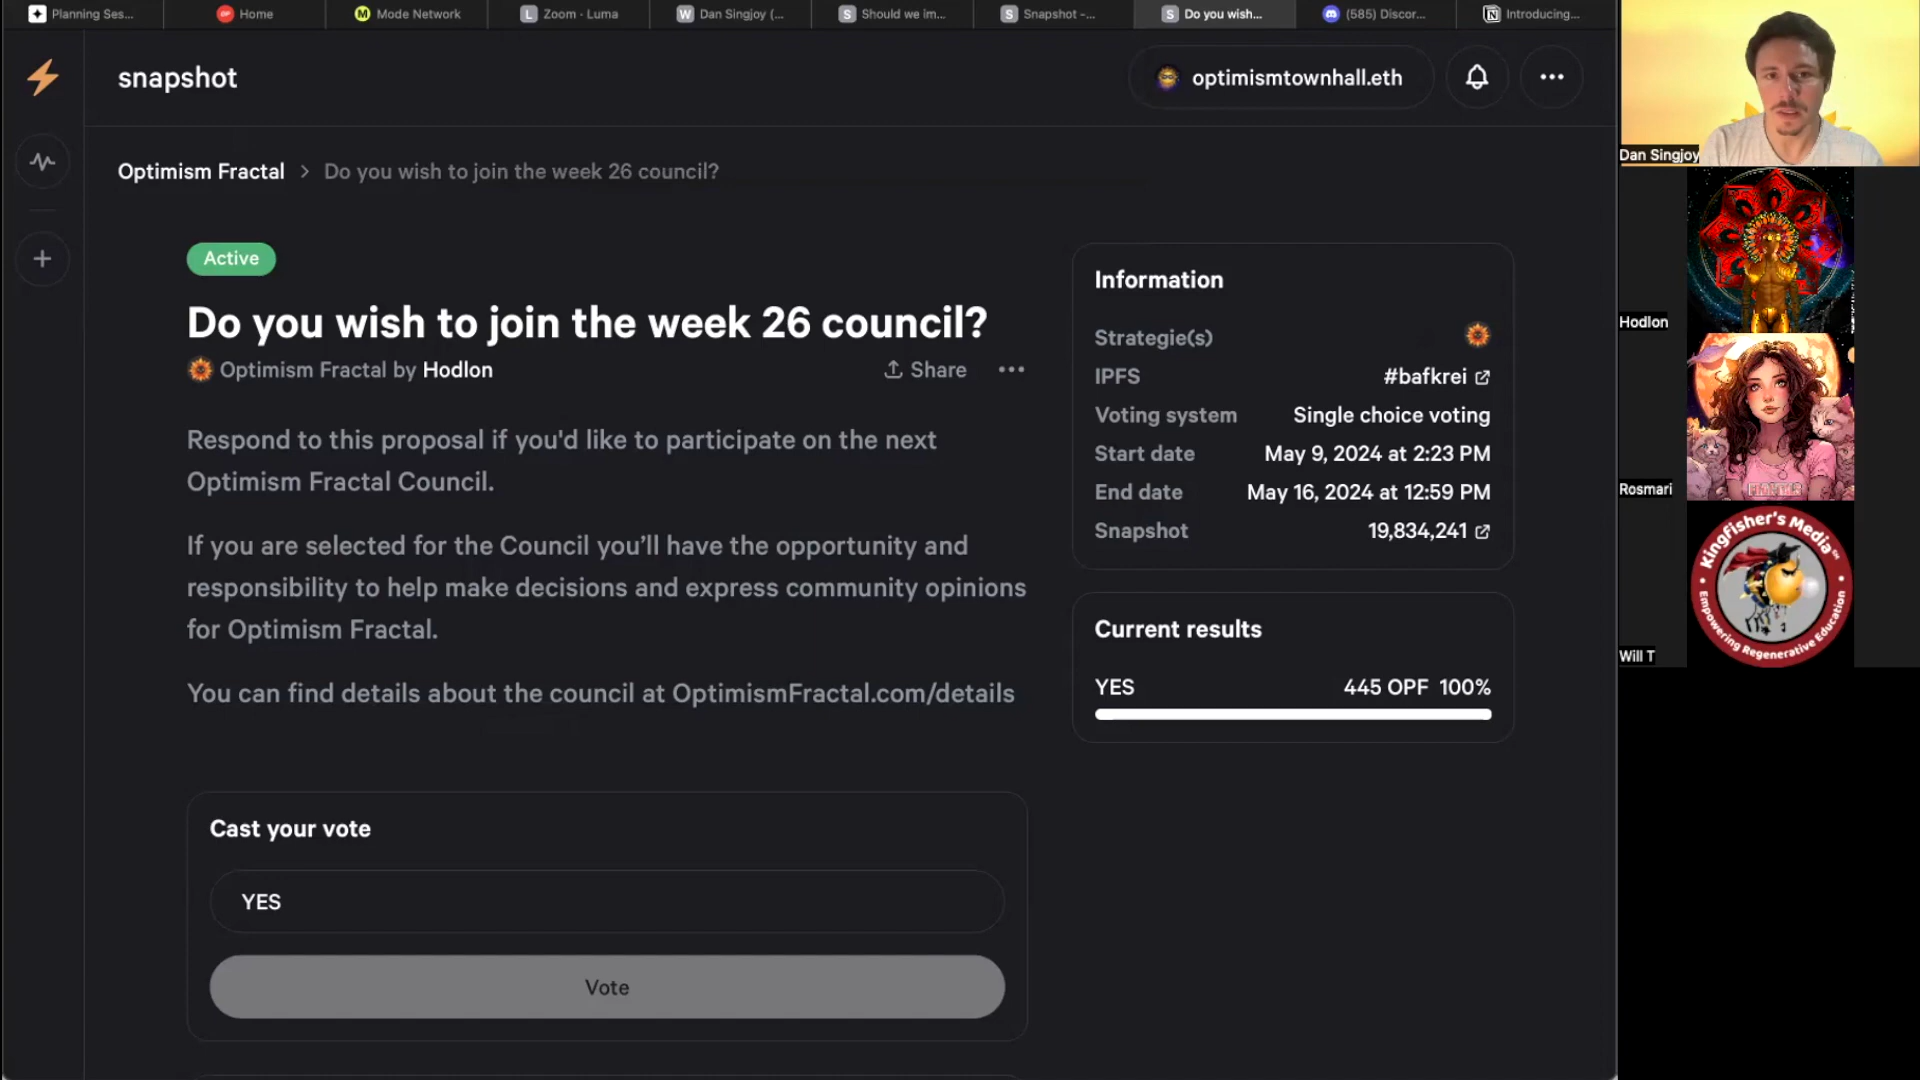 Planning Ses...
Home
Mode Network
Zoom · Luma
Dan Singjoy (...
Should we im...
Snapshot -...
Do you wish...
(585) Discor...
Introducing...
snapshot
optimismtownhall.eth
Optimism Fractal > Do you wish to join the week 26 council?
Active
Do you wish to join the week 26 council?
Optimism Fractal by Hodlon
Share
Respond to this proposal if you'd like to participate on the next
Optimism Fractal Council.
If you are selected for the Council you’ll have the opportunity and
responsibility to help make decisions and express community opinions
for Optimism Fractal.
You can find details about the council at OptimismFractal.com/details
Cast your vote
YES
Vote
Information
Strategie(s)
IPFS #bafkrei
Voting system Single choice voting
Start date May 9, 2024 at 2:23 PM
End date May 16, 2024 at 12:59 PM
Snapshot 19,834,241
Current results
YES 445 OPF 100%
Dan Singjoy
Hodlon
Rosmari
Kingfisher's Media
Empowering Regenerative Education
Will T